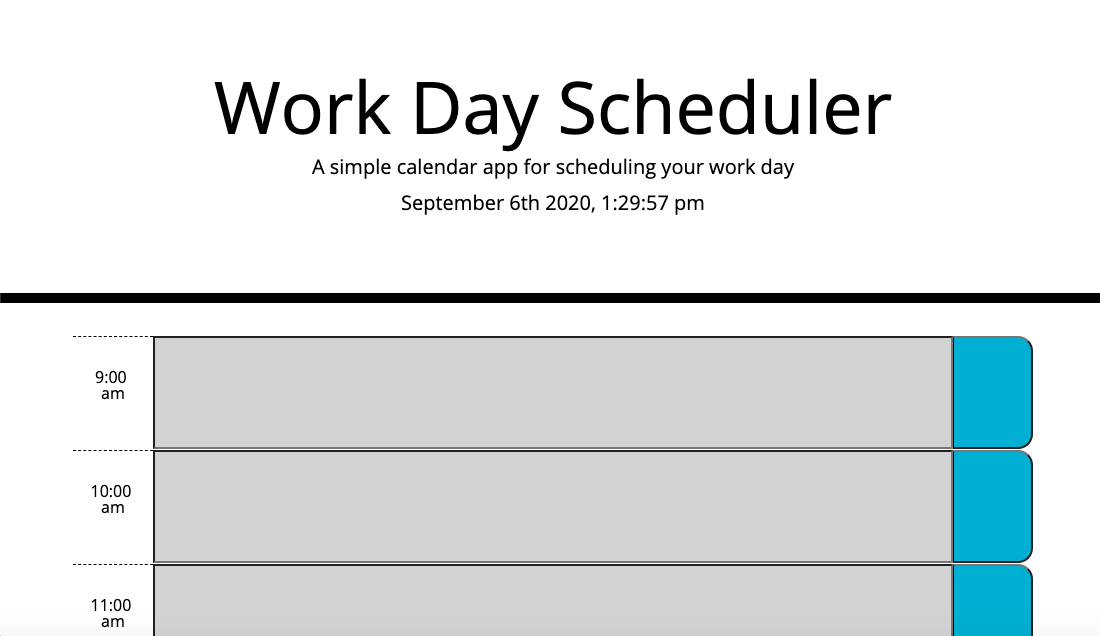 Work Day Scheduler
A simple calendar app for scheduling your work day
September 6th 2020, 1:29:57 pm
9:00
am
10:00
am
11:00
am